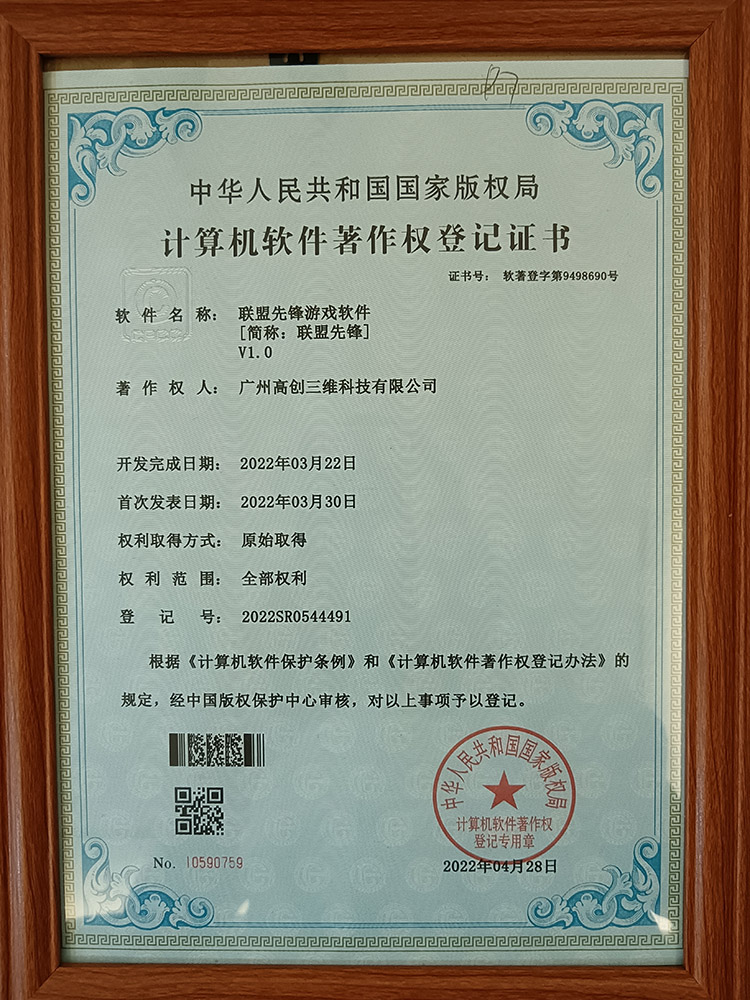 中华人民共和国国家版权局
计算机软件著作权登记证书
证书号： 软著登字第9498690号
软件名称： 联盟先锋游戏软件
[简称：联盟先锋]
V1.0
著作权人： 广州高创三维科技有限公司
开发完成日期： 2022年03月22日
首次发表日期： 2022年03月30日
权利取得方式： 原始取得
权利范围： 全部权利
登记号： 2022SR0544491
根据《计算机软件保护条例》和《计算机软件著作权登记办法》的
规定，经中国版权保护中心审核，对以上事项予以登记。
中华人民共和国国家版权局
计算机软件著作权
登记专用章
No. 10590759
2022年04月28日